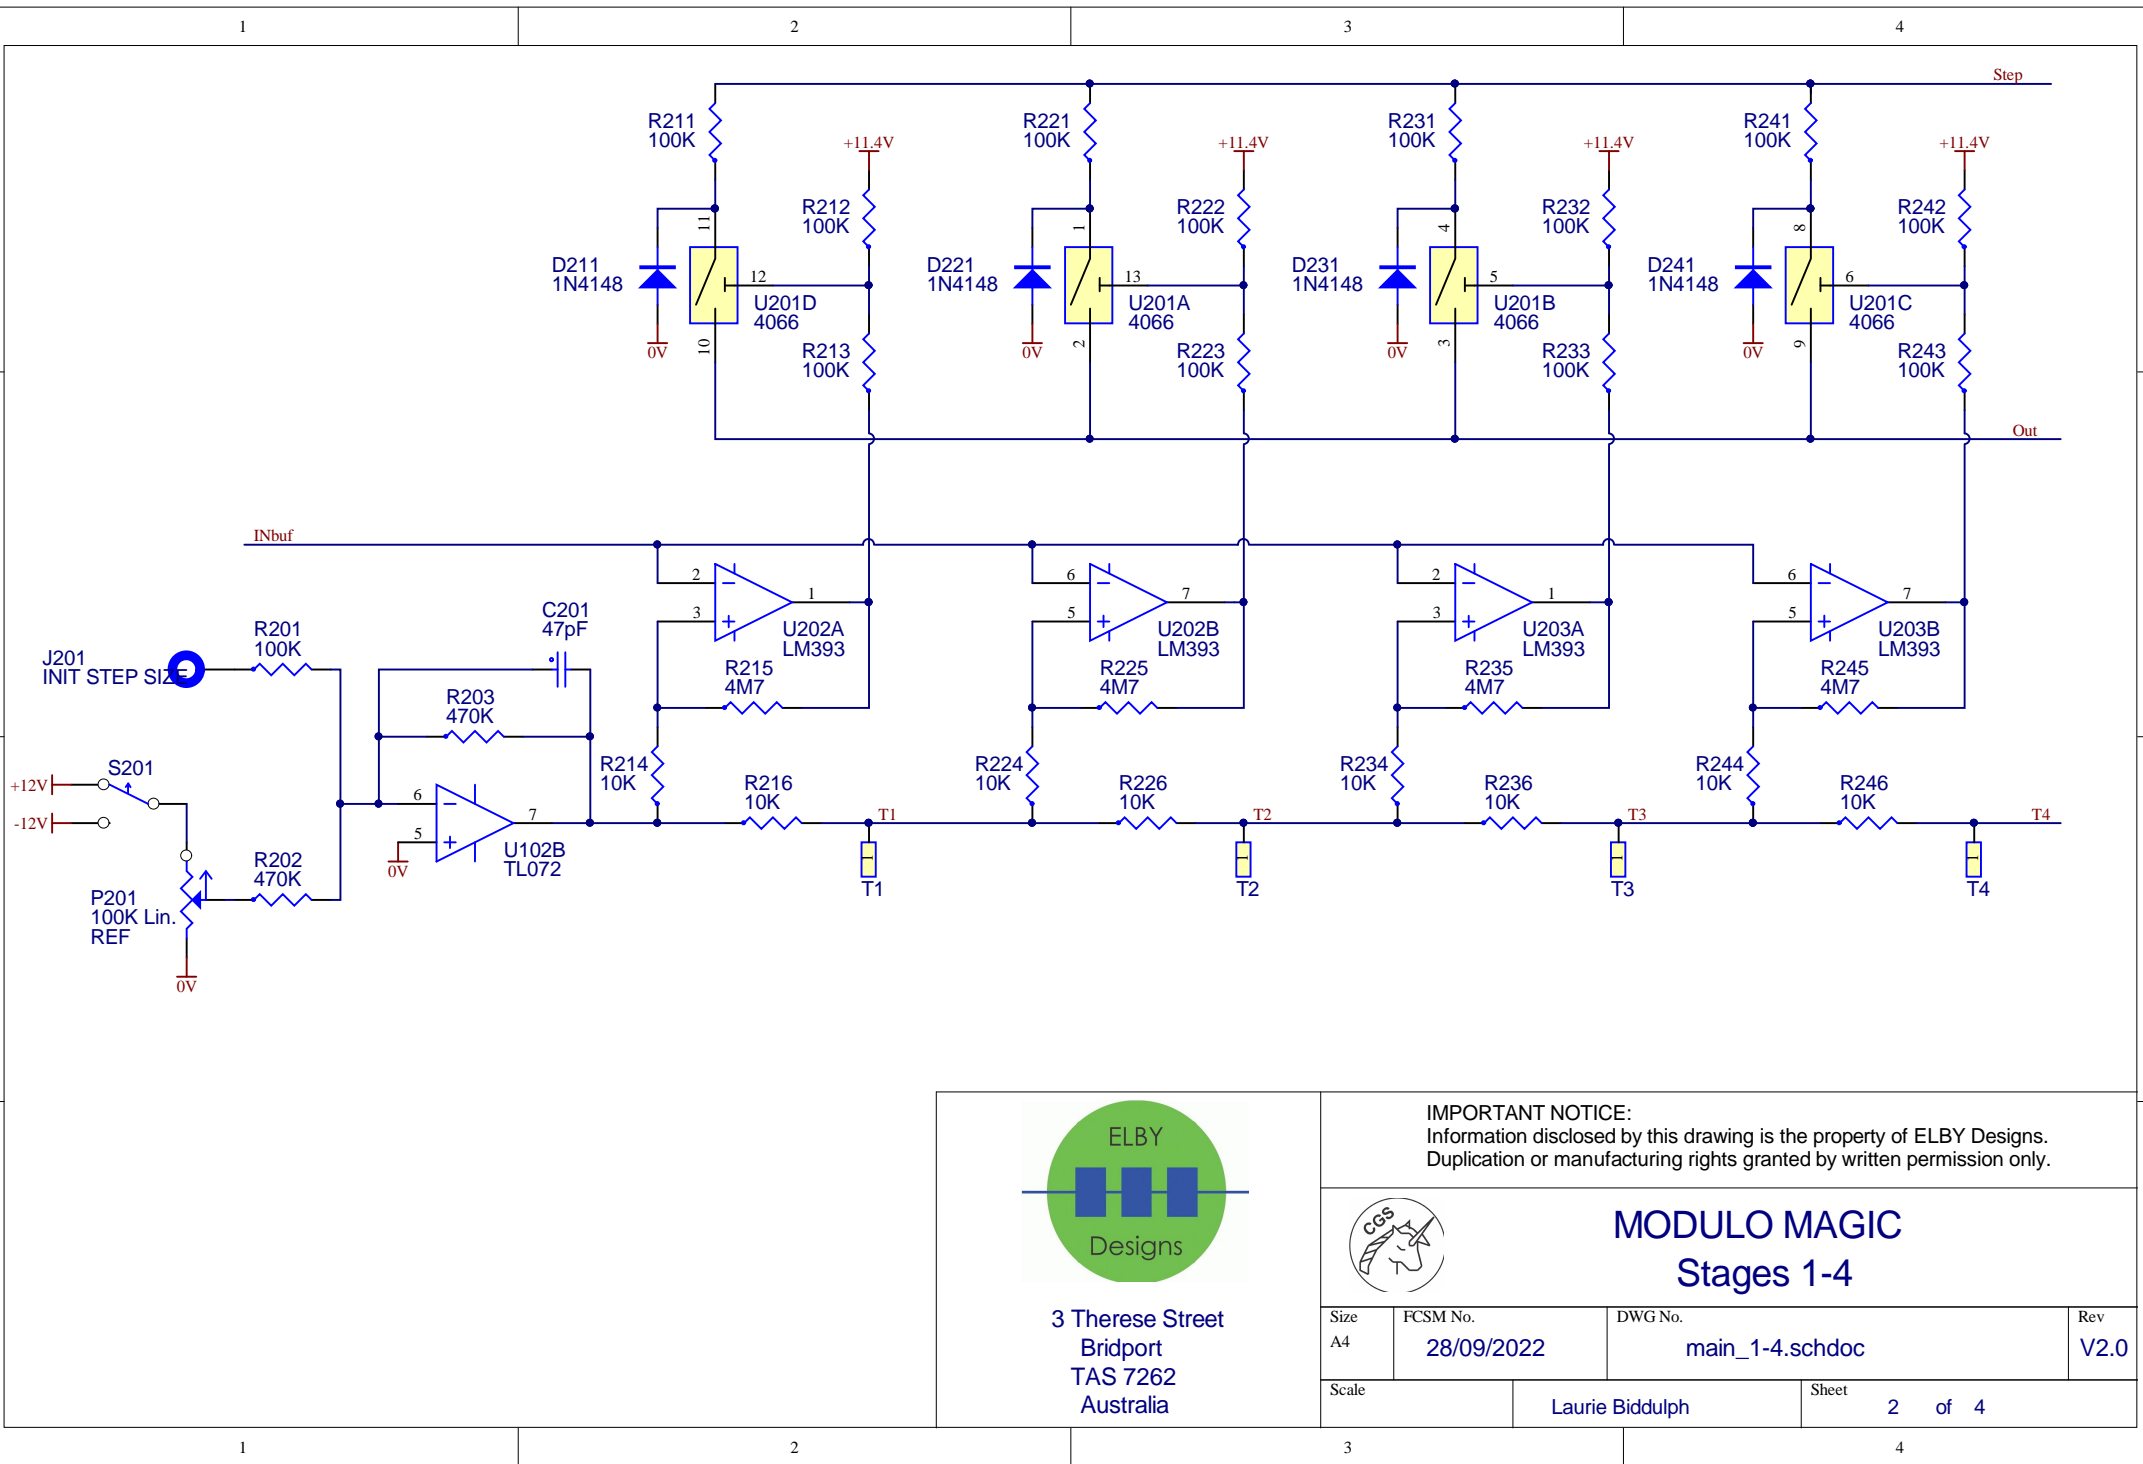 1
2
3
4
Step
R211
100K
R221
100K
R231
100K
R241
100K
+11.4V
+11.4V
+11.4V
+11.4V
R212
100K
R222
100K
R232
100K
R242
100K
11
1
4
8
D211
1N4148
D221
1N4148
D231
1N4148
D241
1N4148
12
13
5
6
U201D
4066
U201A
4066
U201B
4066
U201C
4066
0V
0V
0V
0V
10
2
3
9
R213
100K
R223
100K
R233
100K
R243
100K
Out
INbuf
2
3
1
U202A
LM393
6
5
7
U202B
LM393
2
3
1
U203A
LM393
6
5
7
U203B
LM393
C201
47pF
R201
100K
J201
INIT STEP SIZE
R203
470K
R215
4M7
R225
4M7
R235
4M7
R245
4M7
S201
+12V
-12V
R214
10K
R216
10K
R224
10K
R226
10K
R234
10K
R236
10K
R244
10K
R246
10K
6
5
7
0V
U102B
TL072
T1
T2
T3
T4
1
1
1
1
T1
T2
T3
T4
R202
470K
P201
100K Lin.
REF
0V
ELBY
Designs
3 Therese Street
Bridport
TAS 7262
Australia
IMPORTANT NOTICE:
Information disclosed by this drawing is the property of ELBY Designs.
Duplication or manufacturing rights granted by written permission only.
CGS
MODULO MAGIC
Stages 1-4
Size
A4
FCSM No.
28/09/2022
DWG No.
main_1-4.schdoc
Rev
V2.0
Scale
Laurie Biddulph
Sheet
2 of 4
1
2
3
4